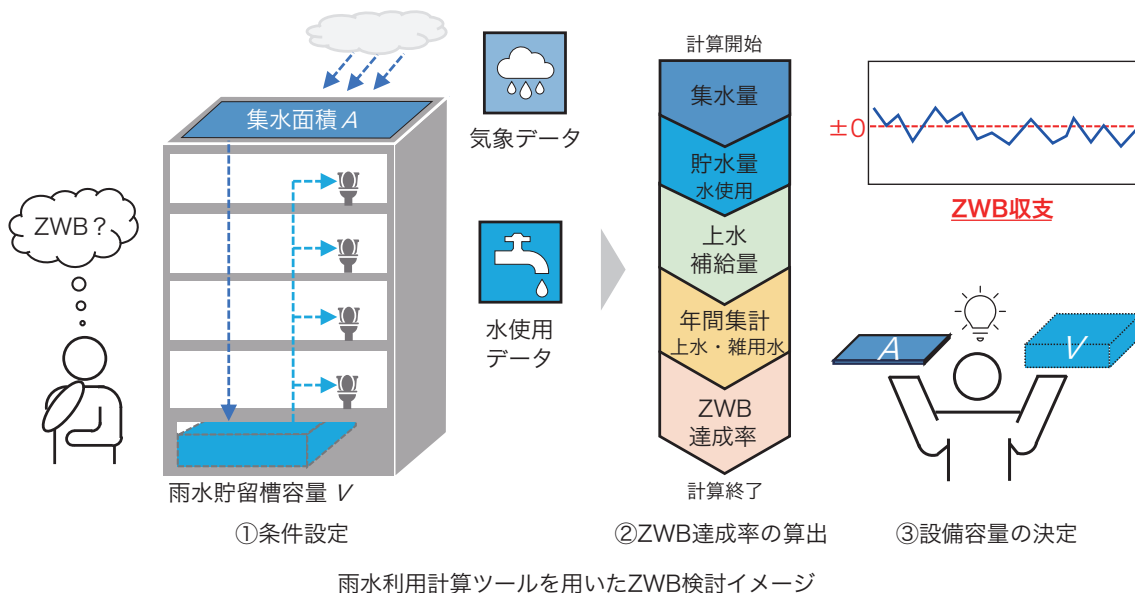 ZWB？
集水面積 A
雨水貯留槽容量 V
①条件設定
気象データ
水使用
データ
計算開始
集水量
貯水量
水使用
上水
補給量
年間集計
上水・雑用水
ZWB
達成率
計算終了
②ZWB達成率の算出
±0
ZWB収支
A
V
③設備容量の決定
雨水利用計算ツールを用いたZWB検討イメージ